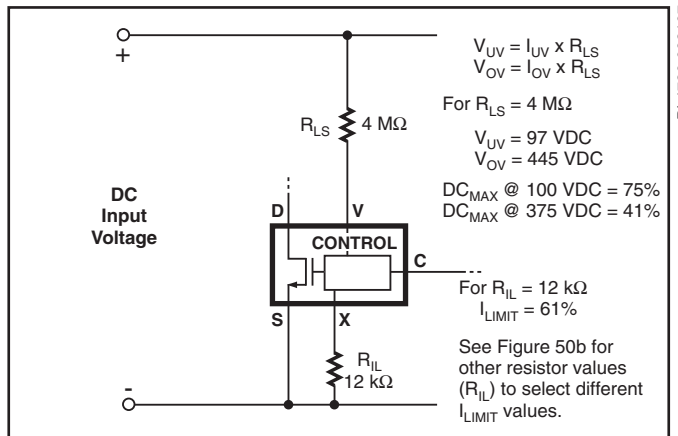 +
V_UV = I_UV x R_LS
V_OV = I_OV x R_LS
For R_LS = 4 MΩ
V_UV = 97 VDC
V_OV = 445 VDC
DC_MAX @ 100 VDC = 75%
DC_MAX @ 375 VDC = 41%
R_LS 4 MΩ
DC
Input
Voltage
D
V
CONTROL
C
S
X
For R_IL = 12 kΩ
I_LIMIT = 61%
R_IL
12 kΩ
See Figure 50b for
other resistor values
(R_IL) to select different
I_LIMIT values.
-